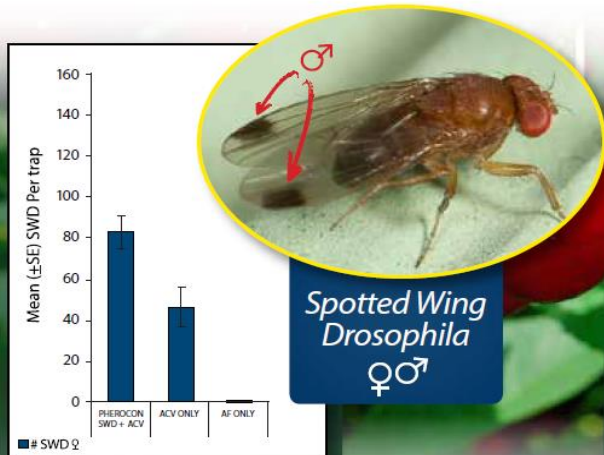 160
140
120
100
80
60
40
20
0
Mean (±SE) SWD Per trap
PHEROCON
SWD + ACV
ACV ONLY
AF ONLY
# SWD ♀
♂
Spotted Wing
Drosophila
♀♂